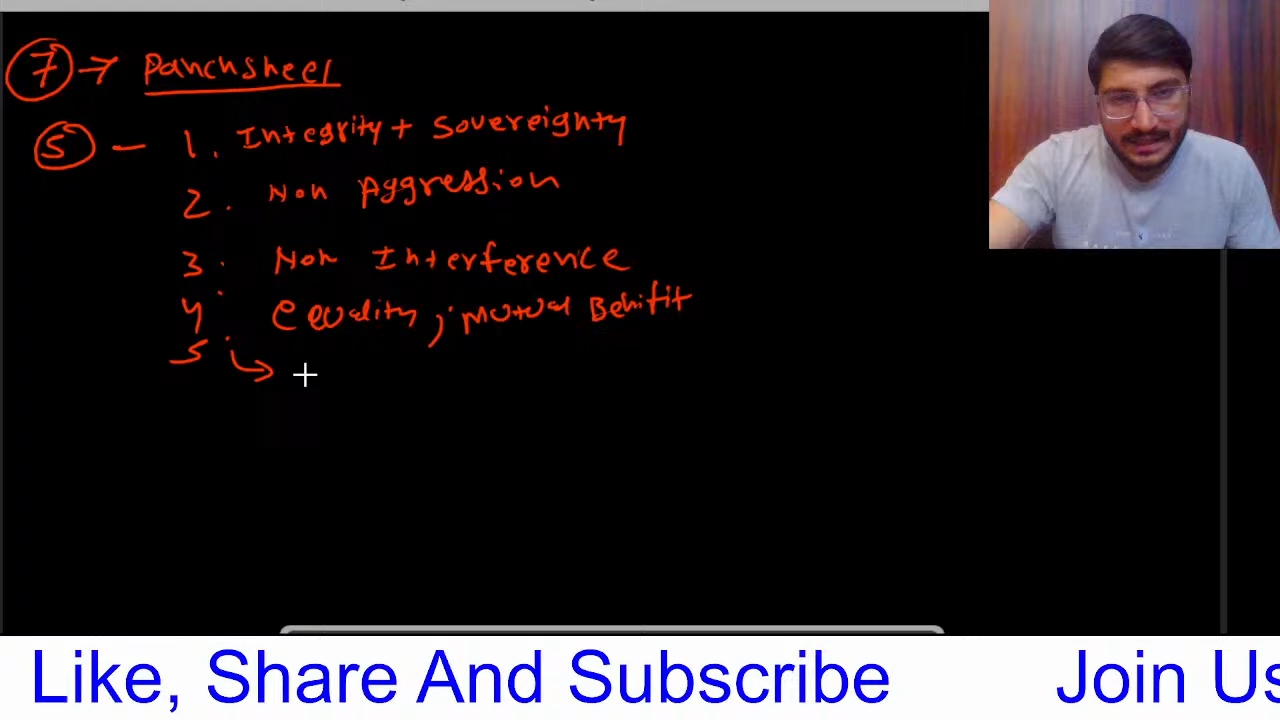 7 → Panchsheel
5 - 1. Integrity + Sovereignty
2. Non Aggression
3. Non Interference
4. equality, mutual Benifit
5. →
Like, Share And Subscribe Join Us